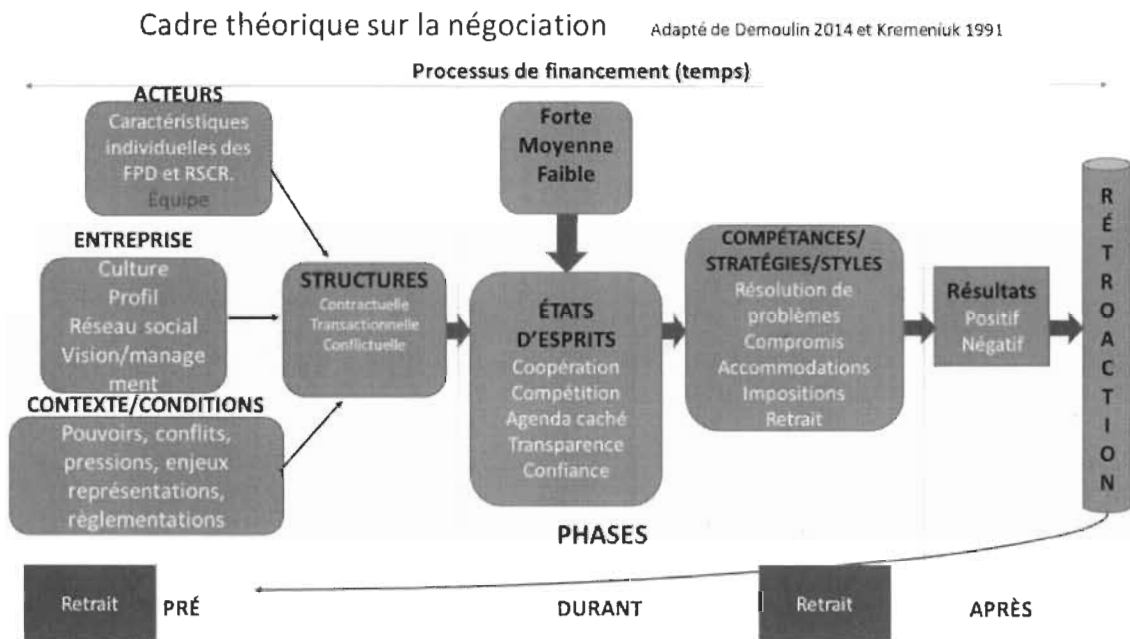 Cadre théorique sur la négociation
Adapté de Demoulin 2014 et Kremeniuk 1991
Processus de financement (temps)
ACTEURS
Caractéristiques
individuelles des
FPD et RSCR.
Équipe
ENTREPRISE
Culture
Profil
Réseau social
Vision/manage
ment
CONTEXTE/CONDITIONS
Pouvoirs, conflits,
pressions, enjeux
représentations,
règlementations
STRUCTURES
Contractuelle
Transactionnelle
Conflictuelle
Forte
Moyenne
Faible
ÉTATS
D'ESPRITS
Coopération
Compétition
Agenda caché
Transparence
Confiance
COMPÉTANCES/
STRATÉGIES/STYLES
Résolution de
problèmes
Compromis
Accommodations
Impositions
Retrait
Résultats
Positif
Négatif
RÉTROACTION
PHASES
Retrait
PRÉ
DURANT
Retrait
APRÈS